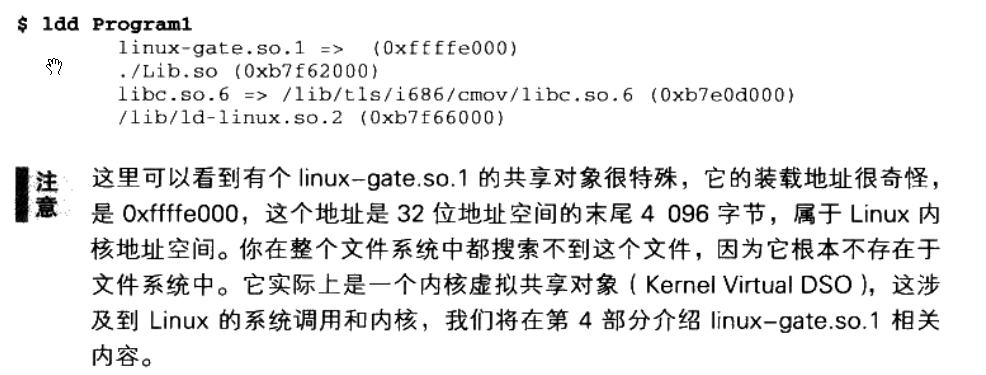 $ ldd Program1
linux-gate.so.1 =>  (0xffffe000)
./Lib.so (0xb7f62000)
libc.so.6 => /lib/tls/i686/cmov/libc.so.6 (0xb7e0d000)
/lib/ld-linux.so.2 (0xb7f66000)
注意
这里可以看到有个 linux-gate.so.1 的共享对象很特殊，它的装载地址很奇怪，
是 0xffffe000，这个地址是 32 位地址空间的末尾 4 096 字节，属于 Linux 内
核地址空间。你在整个文件系统中都搜索不到这个文件，因为它根本不存在于
文件系统中。它实际上是一个内核虚拟共享对象（Kernel Virtual DSO），这涉
及到 Linux 的系统调用和内核，我们将在第 4 部分介绍 linux-gate.so.1 相关
内容。